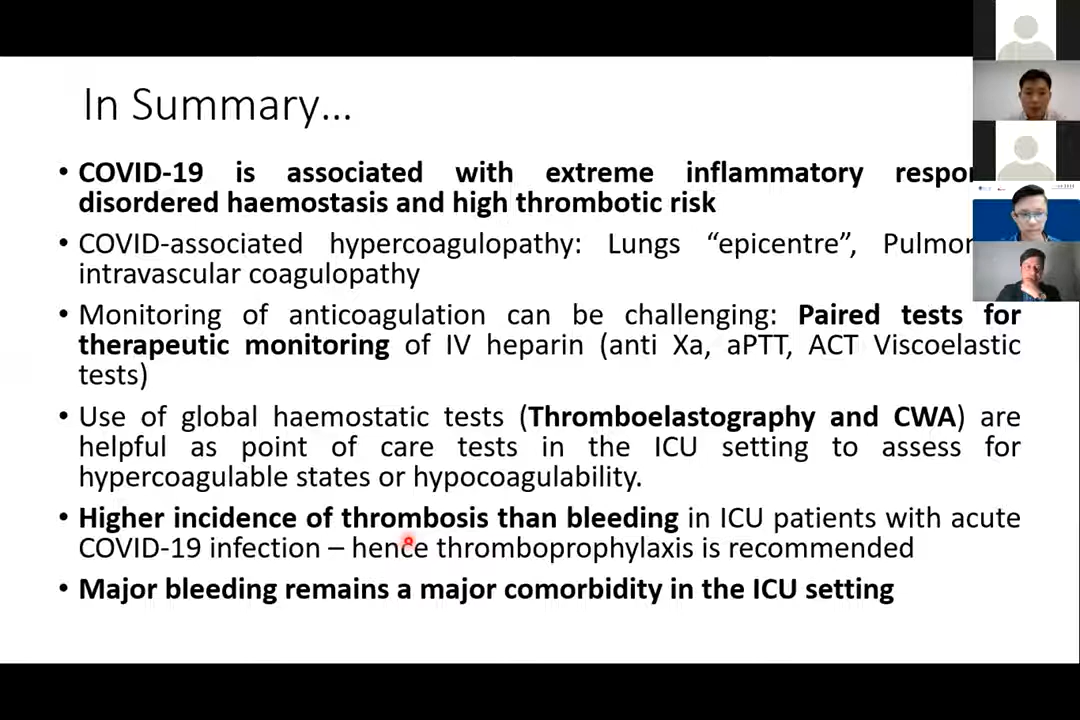 In Summary...
• COVID-19 is associated with extreme inflammatory
disordered haemostasis and high thrombotic risk
• COVID-associated hypercoagulopathy: Lungs “epicentre”,
intravascular coagulopathy
• Monitoring of anticoagulation can be challenging: Paired tests for
therapeutic monitoring of IV heparin (anti Xa, aPTT, ACT Viscoelastic
tests)
• Use of global haemostatic tests (Thromboelastography and CWA) are
helpful as point of care tests in the ICU setting to assess for
hypercoagulable states or hypocoagulability.
• Higher incidence of thrombosis than bleeding in ICU patients with acute
COVID-19 infection – hence thromboprophylaxis is recommended
• Major bleeding remains a major comorbidity in the ICU setting